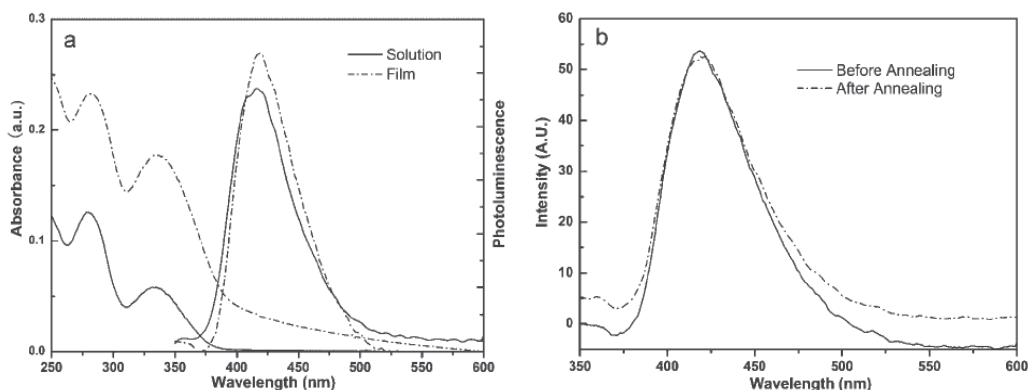 a
Solution
Film
Absorbance (a.u.)
0.3
0.2
0.1
0.0
250 300 350 400 450 500 550 600
Wavelength (nm)
Photoluminescence
b
Before Annealing
After Annealing
Intensity (A.U.)
60
50
40
30
20
10
0
350 400 450 500 550 600
Wavelength (nm)